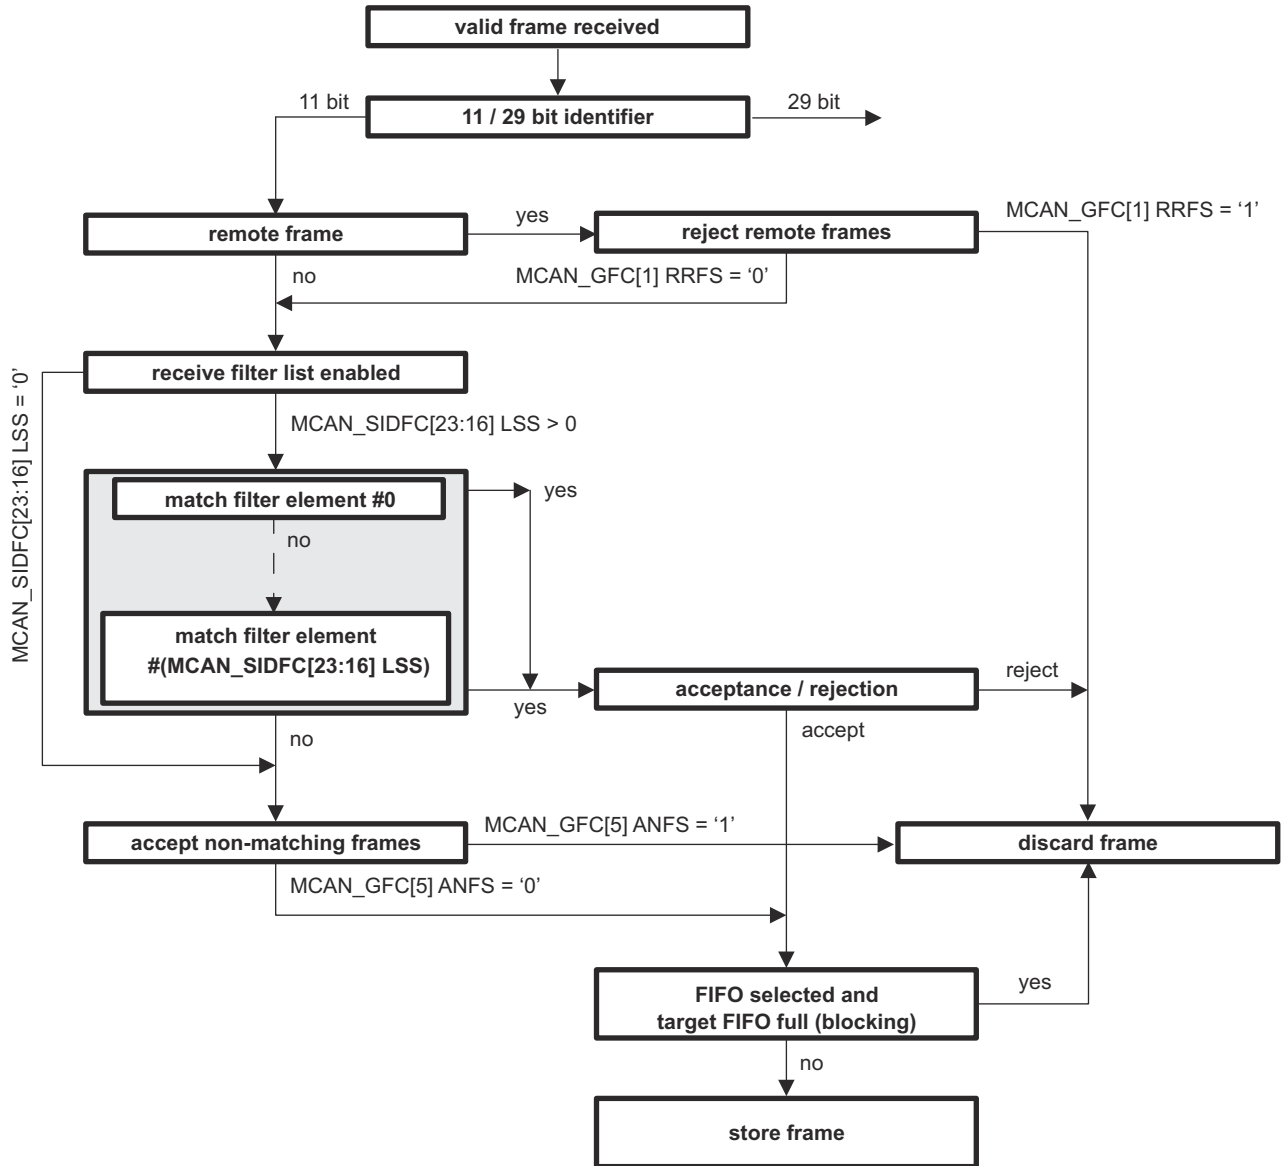 valid frame received
11 bit
11 / 29 bit identifier
29 bit
remote frame
yes
reject remote frames
MCAN_GFC[1] RRFS = ‘1’
no
MCAN_GFC[1] RRFS = ‘0’
receive filter list enabled
MCAN_SIDFC[23:16] LSS = ‘0’
MCAN_SIDFC[23:16] LSS > 0
match filter element #0
yes
no
match filter element
#(MCAN_SIDFC[23:16] LSS)
yes
acceptance / rejection
reject
no
accept
accept non-matching frames
MCAN_GFC[5] ANFS = ‘1’
discard frame
MCAN_GFC[5] ANFS = ‘0’
FIFO selected and
target FIFO full (blocking)
yes
no
store frame